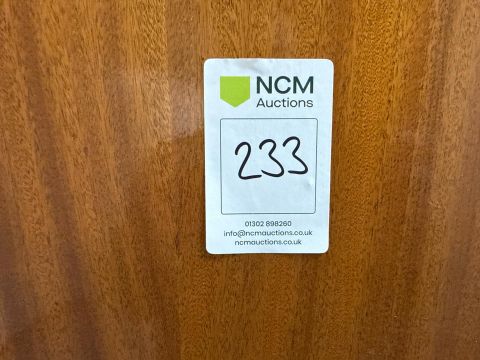 NCM
Auctions
233
01302 898260
info@ncmauctions.co.uk
ncmauctions.co.uk